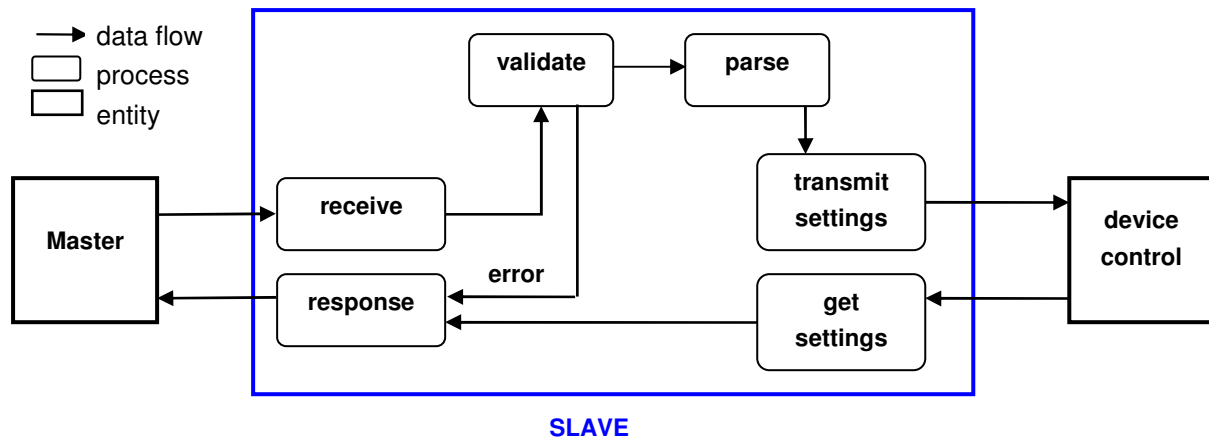 data flow
process
entity
validate
parse
receive
transmit
settings
Master
device
control
error
response
get
settings
SLAVE